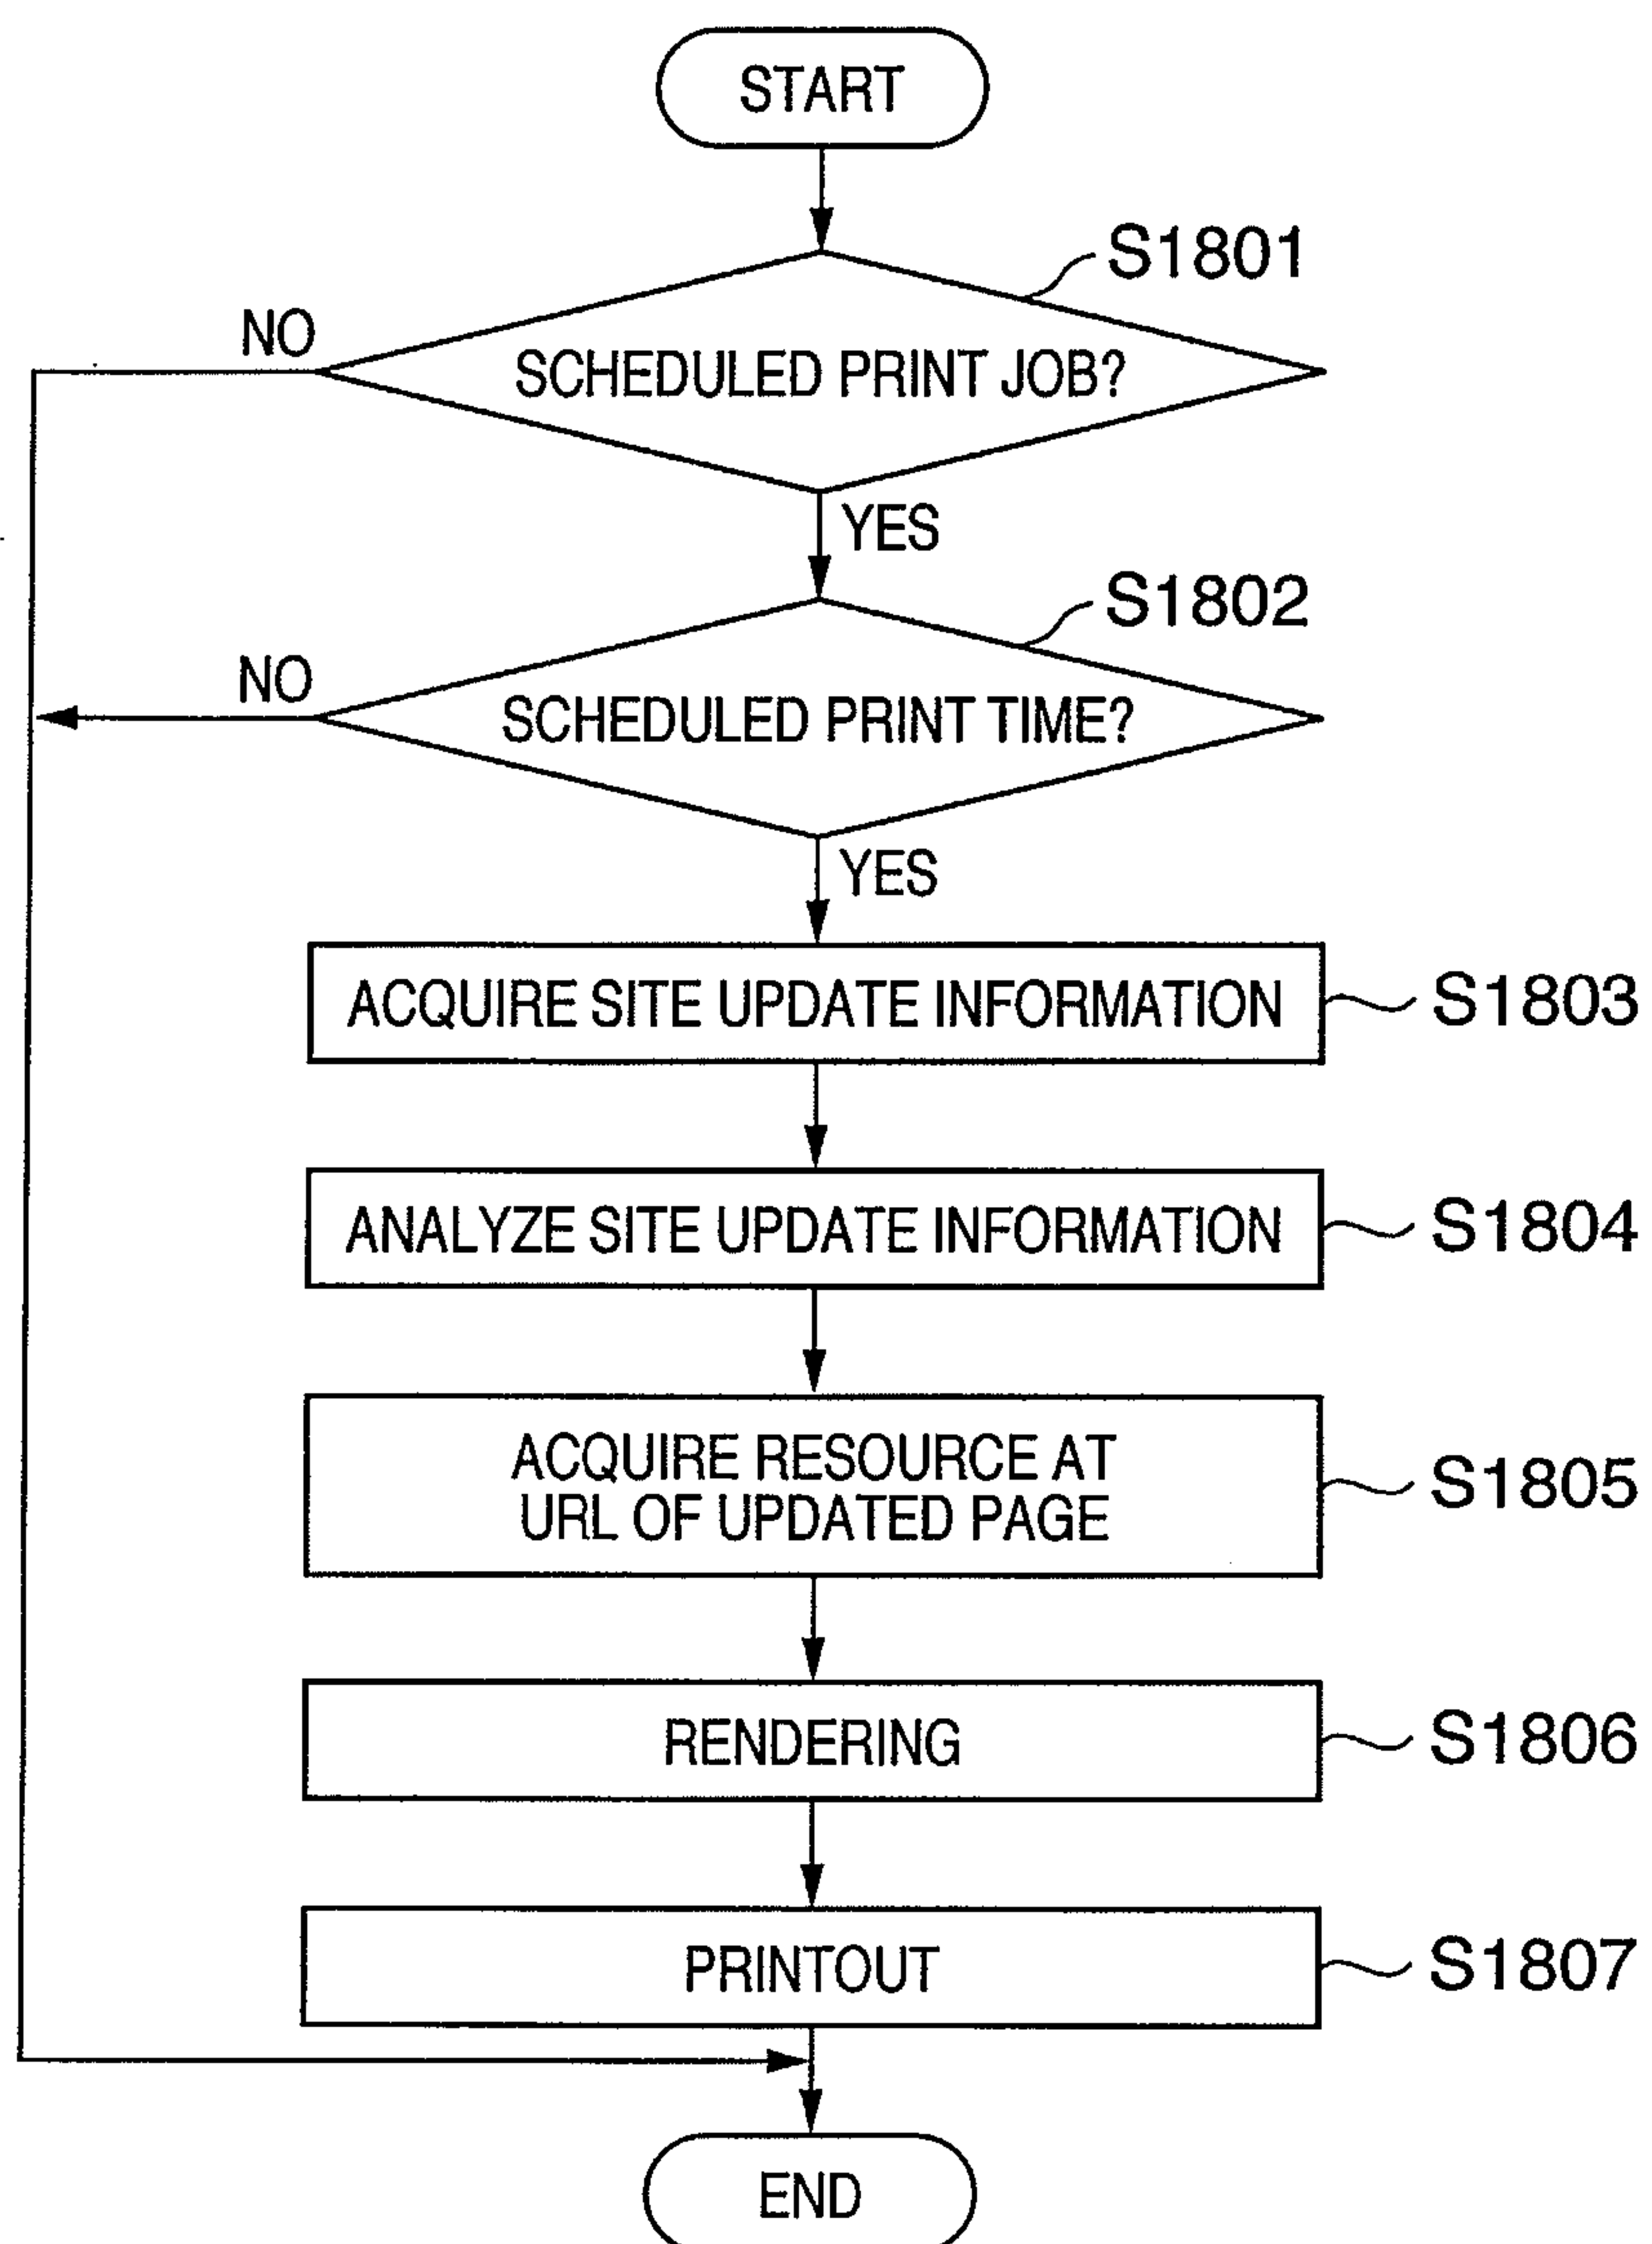 START
S1801
NO
SCHEDULED PRINT JOB?
YES
S1802
NO
SCHEDULED PRINT TIME?
YES
ACQUIRE SITE UPDATE INFORMATION
S1803
ANALYZE SITE UPDATE INFORMATION
S1804
ACQUIRE RESOURCE AT
URL OF UPDATED PAGE
S1805
RENDERING
S1806
PRINTOUT
S1807
END